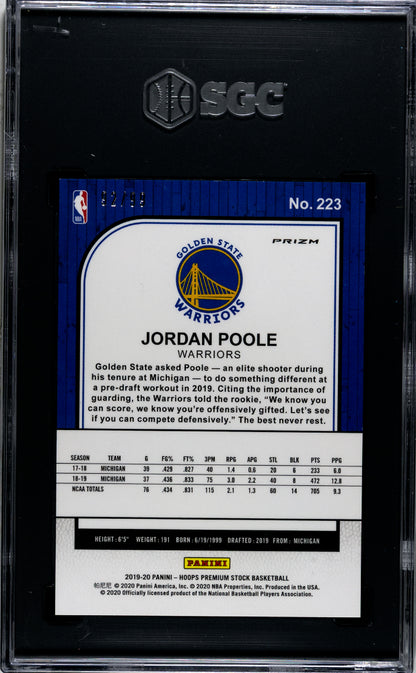 SGC
92/99
No. 223
PRIZM
GOLDEN STATE
WARRIORS
JORDAN POOLE
WARRIORS
Golden State asked Poole — an elite shooter during
his tenure at Michigan — to do something different at
a pre-draft workout in 2019. Citing the importance of
guarding, the Warriors told the rookie, "We know you
can score, we know you're offensively gifted. Let's see
if you can compete defensively." The best never rest.
SEASON TEAM G FG% FT% 3PM RPG APG STL BLK PTS PPG
17-18 MICHIGAN 39 .429 .827 40 1.4 0.6 20 6 233 6.0
18-19 MICHIGAN 37 .436 .833 75 3.0 2.2 40 8 472 12.8
NCAA TOTALS 76 .434 .831 115 2.1 1.3 60 14 705 9.3
HEIGHT: 6'5" WEIGHT: 191 BORN: 6/19/1999 DRAFTED: 2019 FROM: MICHIGAN
PANINI
2019-20 PANINI – HOOPS PREMIUM STOCK BASKETBALL
帕尼尼 © 2020 Panini America, Inc. © 2020 NBA Properties, Inc. Produced in the USA.
© 2020 Officially licensed product of the National Basketball Players Association.